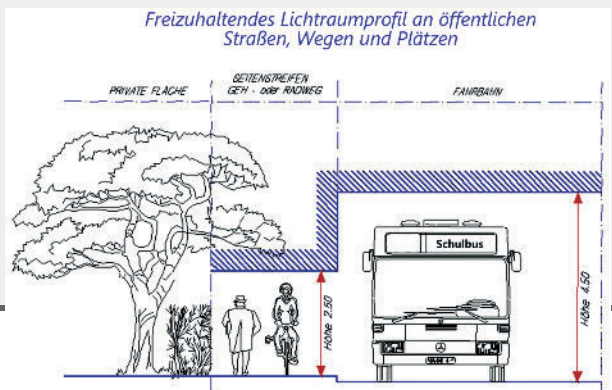 Freizuhaltendes Lichtraumprofil an öffentlichen
Straßen, Wegen und Plätzen
PRIVATE FLÄCHE
SEITENSTREIFEN
GEH - oder RADWEG
FAHRBAHN
Schulbus
Höhe 2.50
Höhe 4.50